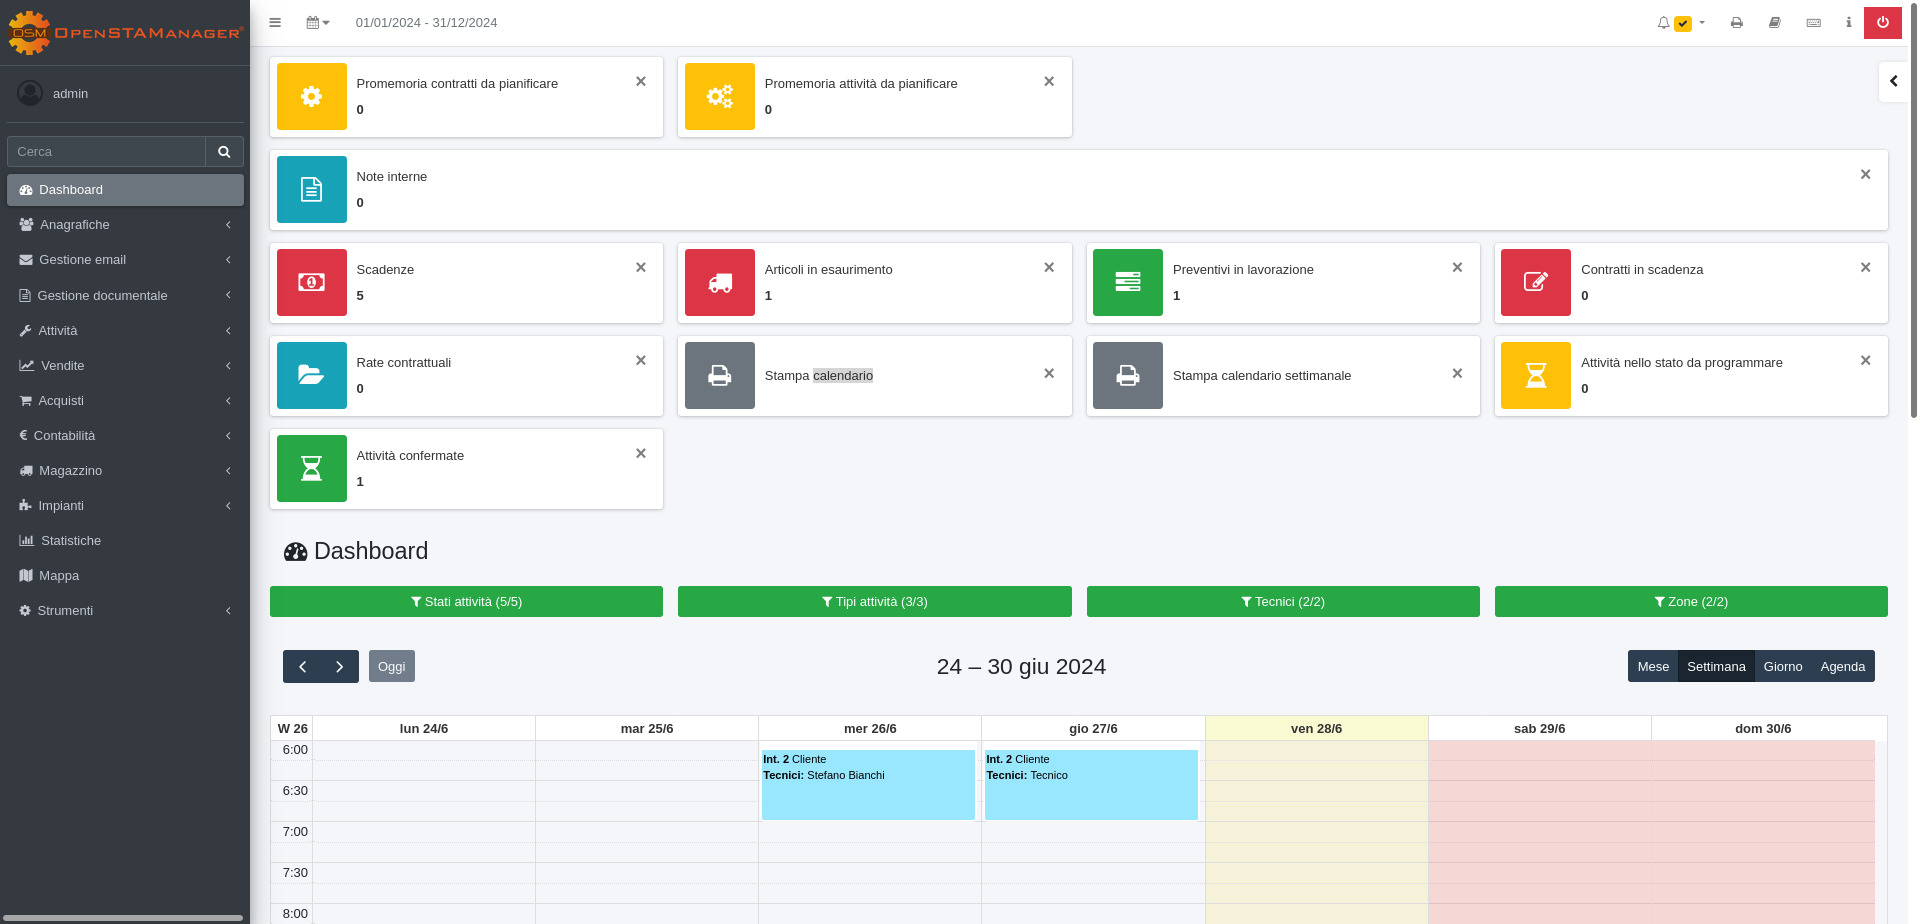 OSM OpenSTAManager®
01/01/2024 - 31/12/2024
admin
Cerca
Dashboard
Anagrafiche
Gestione email
Gestione documentale
Attività
Vendite
Acquisti
€ Contabilità
Magazzino
Impianti
Statistiche
Mappa
Strumenti
Promemoria contratti da pianificare ×
0
Promemoria attività da pianificare ×
0
Note interne ×
0
Scadenze ×
5
Articoli in esaurimento ×
1
Preventivi in lavorazione ×
1
Contratti in scadenza ×
0
Rate contrattuali ×
0
Stampa calendario ×
Stampa calendario settimanale ×
Attività nello stato da programmare ×
0
Attività confermate ×
1
Dashboard
Stati attività (5/5)
Tipi attività (3/3)
Tecnici (2/2)
Zone (2/2)
Oggi
24 – 30 giu 2024
Mese Settimana Giorno Agenda
W 26 lun 24/6 mar 25/6 mer 26/6 gio 27/6 ven 28/6 sab 29/6 dom 30/6
6:00
Int. 2 Cliente
Tecnici: Stefano Bianchi
Int. 2 Cliente
Tecnici: Tecnico
6:30
7:00
7:30
8:00